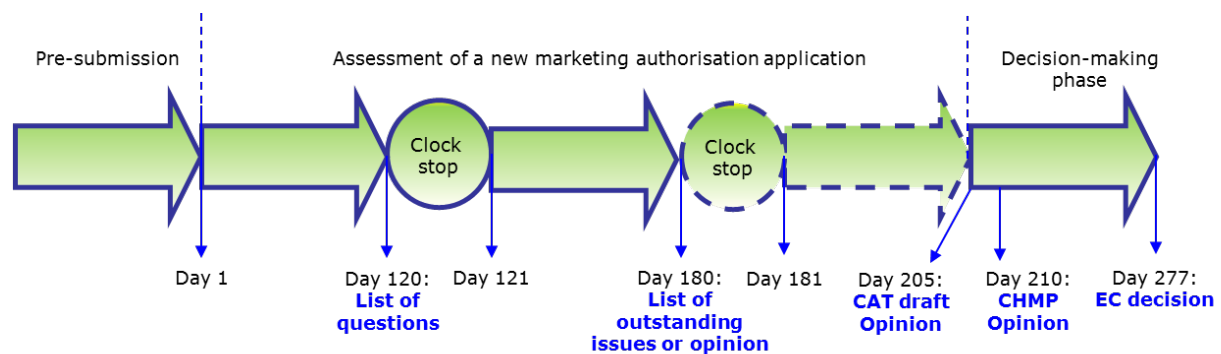 Pre-submission
Assessment of a new marketing authorisation application
Decision-making
phase
Clock
stop
Clock
stop
Day 1
Day 120:
List of
questions
Day 121
Day 180:
List of
outstanding
issues or opinion
Day 181
Day 205:
CAT draft
Opinion
Day 210:
CHMP
Opinion
Day 277:
EC decision